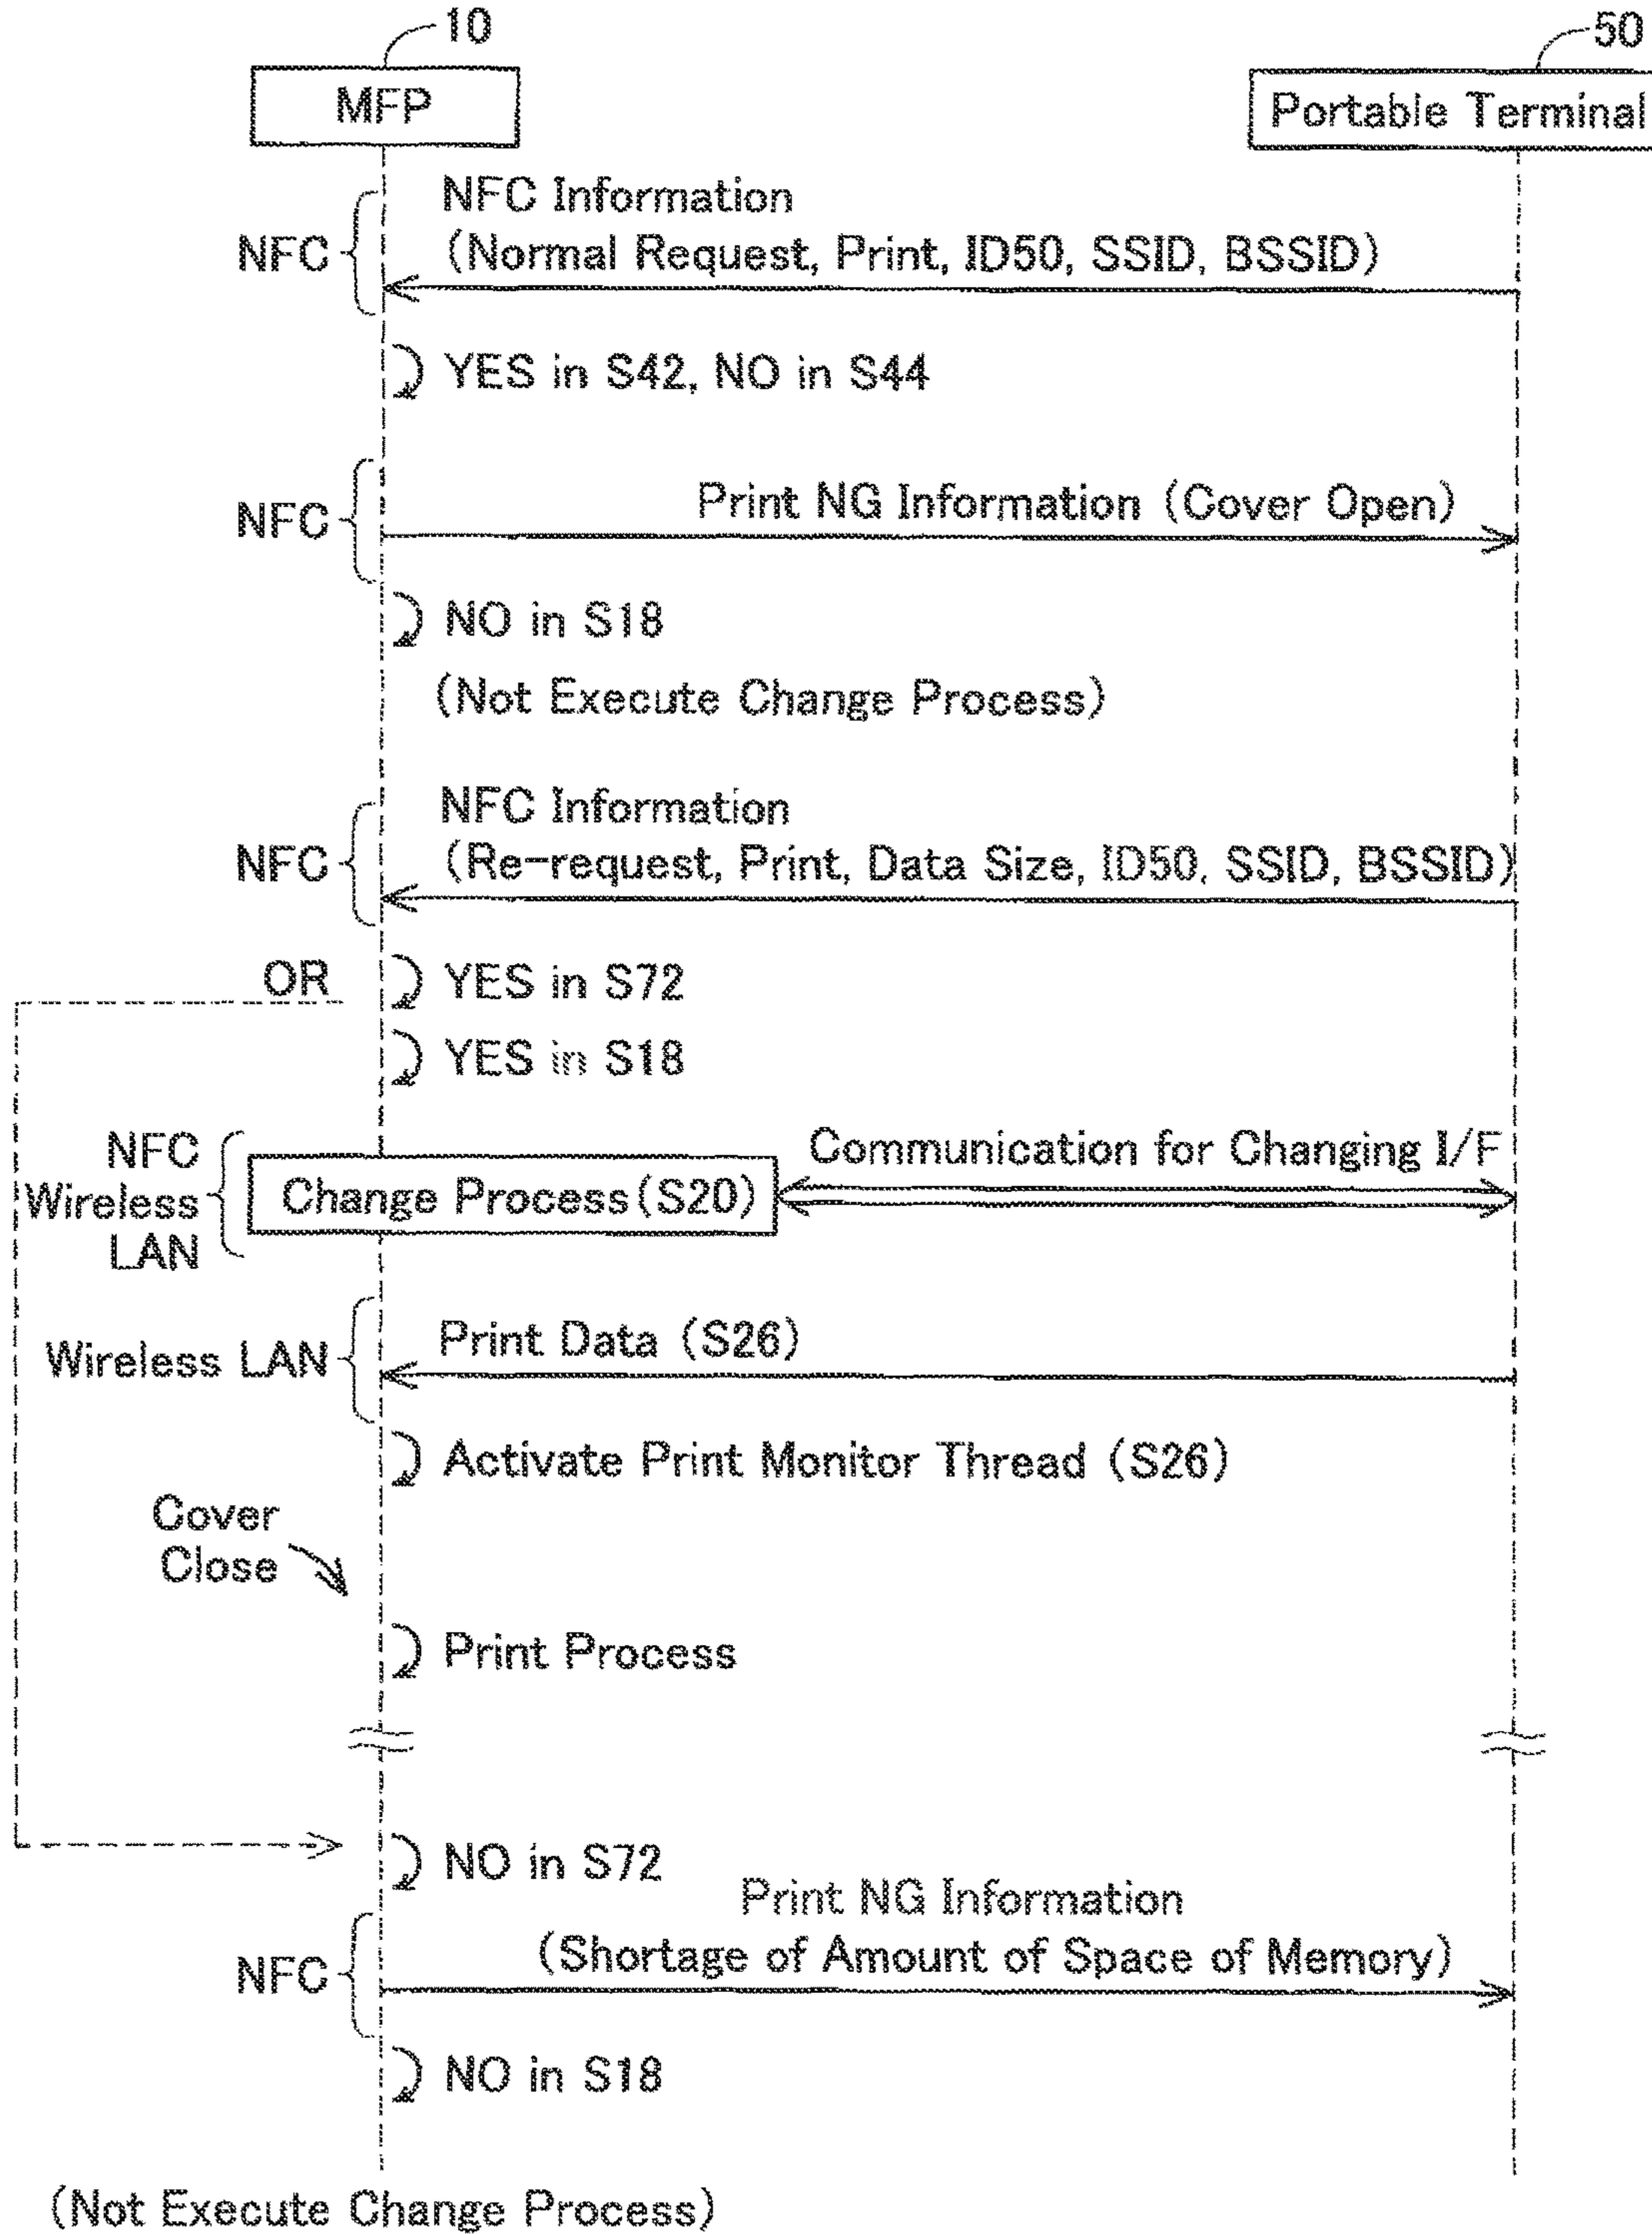 10
50
MFP
Portable Terminal
NFC Information
NFC
(Normal Request, Print, ID50, SSID, BSSID)
YES in S42, NO in S44
Print NG Information (Cover Open)
NFC
NO in S18
(Not Execute Change Process)
NFC Information
NFC
(Re-request, Print, Data Size, ID50, SSID, BSSID)
OR
YES in S72
YES in S18
NFC
Wireless
LAN
Communication for Changing I/F
Change Process(S20)
Print Data (S26)
Wireless LAN
Activate Print Monitor Thread (S26)
Cover
Close
Print Process
NO in S72
Print NG Information
(Shortage of Amount of Space of Memory)
NFC
NO in S18
(Not Execute Change Process)